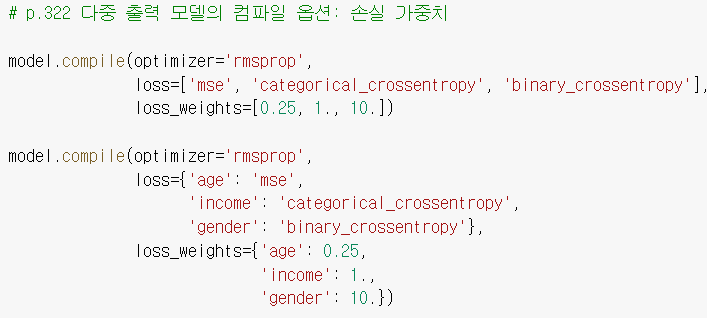 # p.322 다중 출력 모델의 컴파일 옵션: 손실 가중치
model.compile(optimizer='rmsprop',
loss=['mse', 'categorical_crossentropy', 'binary_crossentropy'],
loss_weights=[0.25, 1., 10.])
model.compile(optimizer='rmsprop',
loss={'age': 'mse',
'income': 'categorical_crossentropy',
'gender': 'binary_crossentropy'},
loss_weights={'age': 0.25,
'income': 1.,
'gender': 10.})